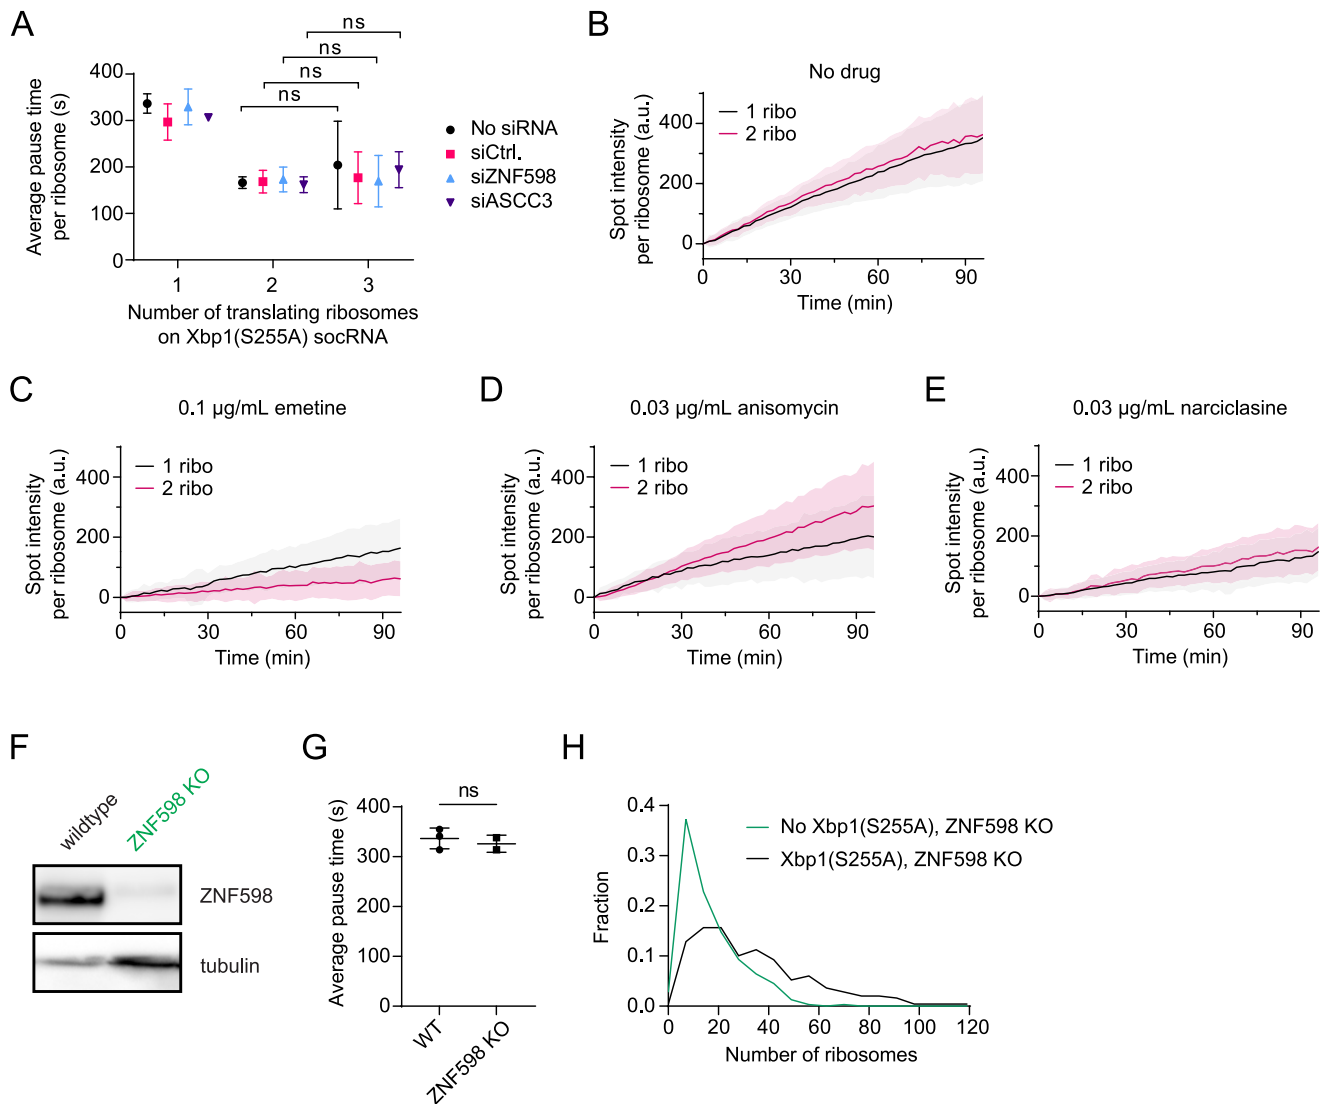 A
ns
ns
ns
ns
Average pause time
per ribosome (s)
400
300
200
100
0
1
2
3
Number of translating ribosomes
on Xbp1(S255A) socRNA
No siRNA
siCtrl.
siZNF598
siASCC3
B
No drug
1 ribo
2 ribo
Spot intensity
per ribosome (a.u.)
400
200
0
0
30
60
90
Time (min)
C
0.1 µg/mL emetine
1 ribo
2 ribo
Spot intensity
per ribosome (a.u.)
400
200
0
0
30
60
90
Time (min)
D
0.03 µg/mL anisomycin
1 ribo
2 ribo
Spot intensity
per ribosome (a.u.)
400
200
0
0
30
60
90
Time (min)
E
0.03 µg/mL narciclasine
1 ribo
2 ribo
Spot intensity
per ribosome (a.u.)
400
200
0
0
30
60
90
Time (min)
F
wildtype
ZNF598 KO
ZNF598
tubulin
G
ns
Average pause time (s)
400
300
200
100
0
WT
ZNF598 KO
H
No Xbp1(S255A), ZNF598 KO
Xbp1(S255A), ZNF598 KO
Fraction
0.4
0.3
0.2
0.1
0.0
0
20
40
60
80
100
120
Number of ribosomes